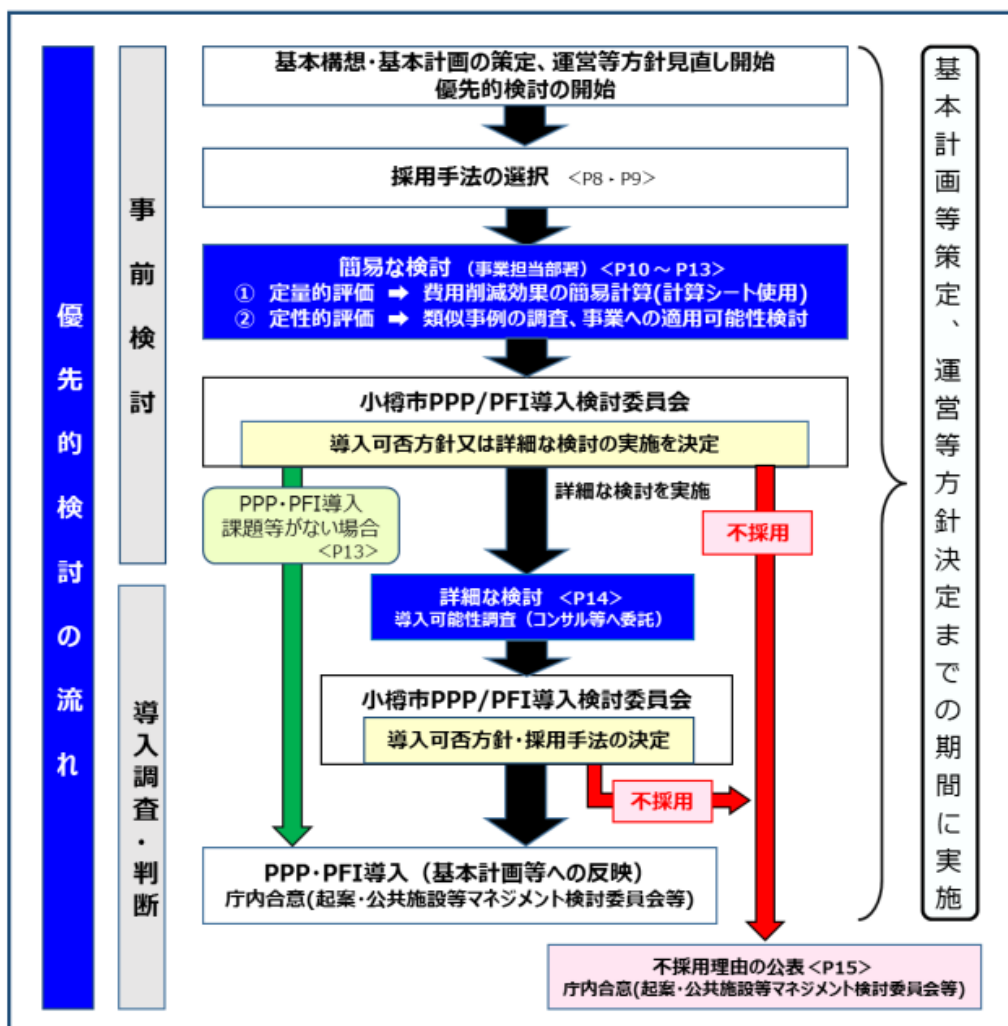 優先的検討の流れ
事前検討
導入調査・判断
基本構想・基本計画の策定、運営等方針見直し開始
優先的検討の開始
採用手法の選択 <P8・P9>
簡易な検討 (事業担当部署) <P10～P13>
① 定量的評価 ➡ 費用削減効果の簡易計算(計算シート使用)
② 定性的評価 ➡ 類似事例の調査、事業への適用可能性検討
小樽市PPP/PFI導入検討委員会
導入可否方針又は詳細な検討の実施を決定
PPP・PFI導入
課題等がない場合
<P13>
詳細な検討を実施
不採用
詳細な検討 <P14>
導入可能性調査（コンサル等へ委託）
小樽市PPP/PFI導入検討委員会
導入可否方針・採用手法の決定
不採用
PPP・PFI導入（基本計画等への反映）
庁内合意(起案・公共施設等マネジメント検討委員会等)
不採用理由の公表<P15>
庁内合意(起案・公共施設等マネジメント検討委員会等)
基本計画等策定、運営等方針決定までの期間に実施